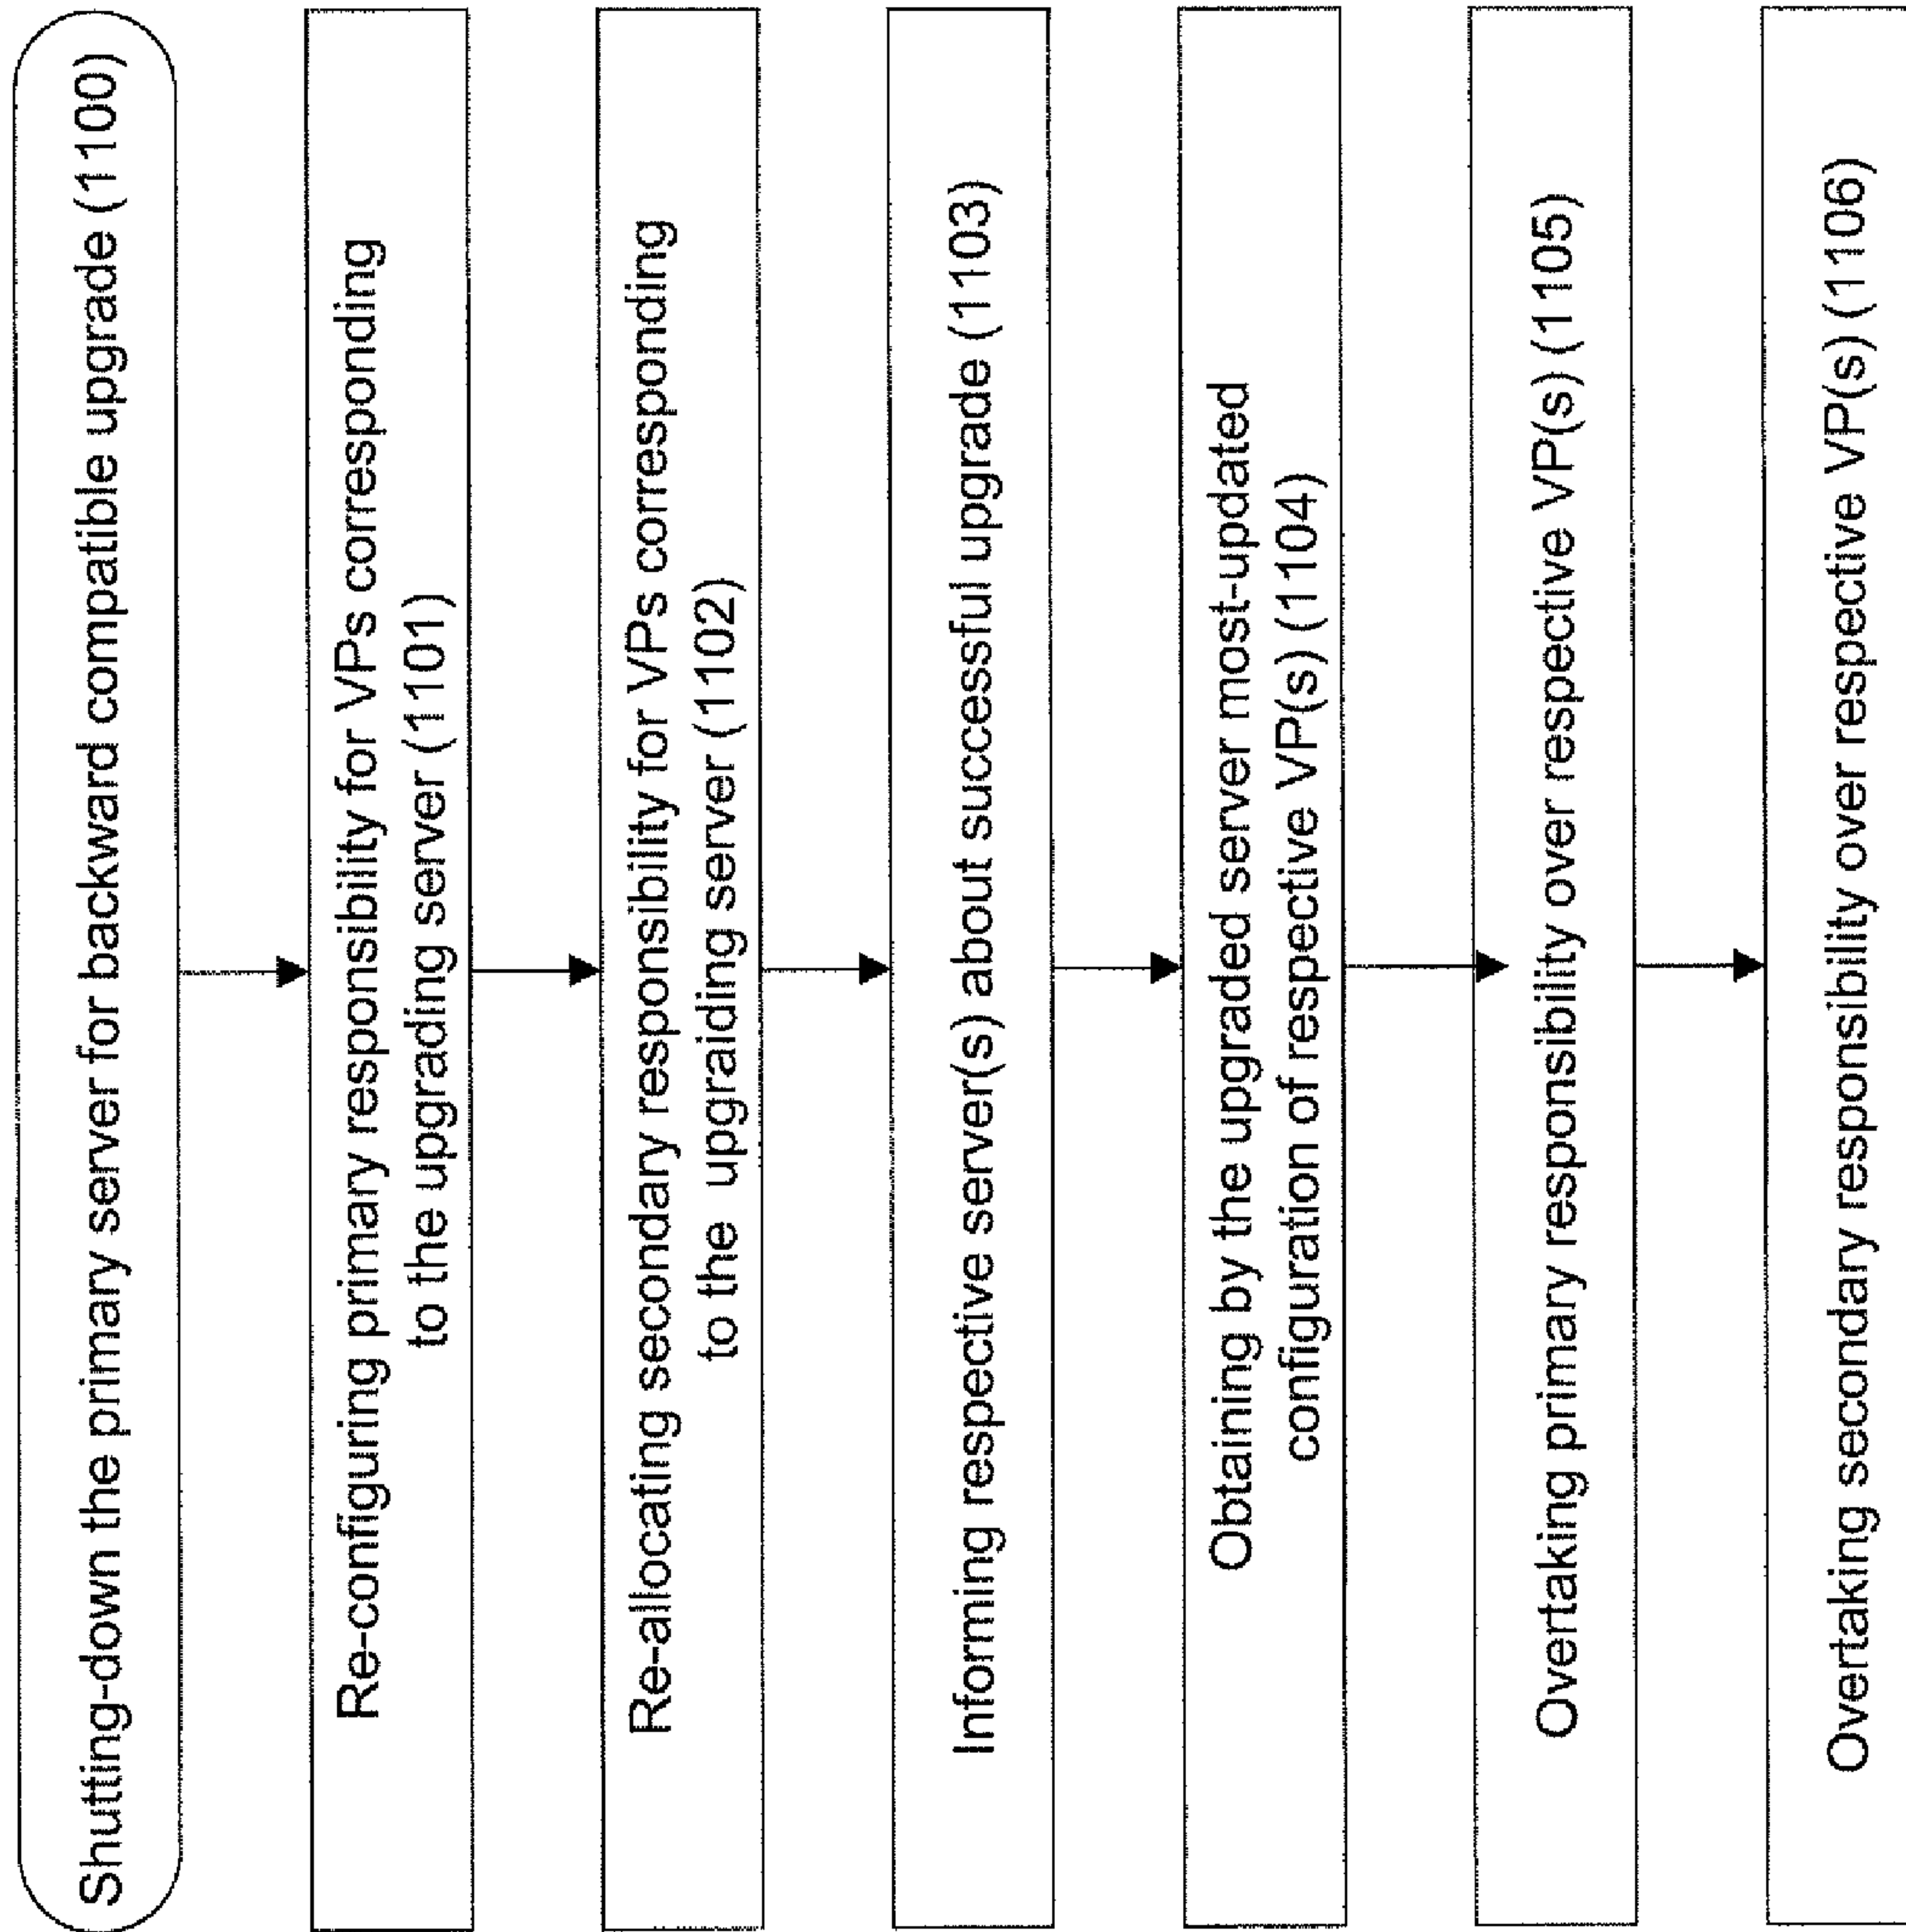 Shutting-down the primary server for backward compatible upgrade (1100)
Re-configuring primary responsibility for VPs corresponding
to the upgrading server (1101)
Re-allocating secondary responsibility for VPs corresponding
to the upgraiding server (1102)
Informing respective server(s) about successful upgrade (1103)
Obtaining by the upgraded server most-updated
configuration of respective VP(s) (1104)
Overtaking primary responsibility over respective VP(s) (1105)
Overtaking secondary responsibility over respective VP(s) (1106)